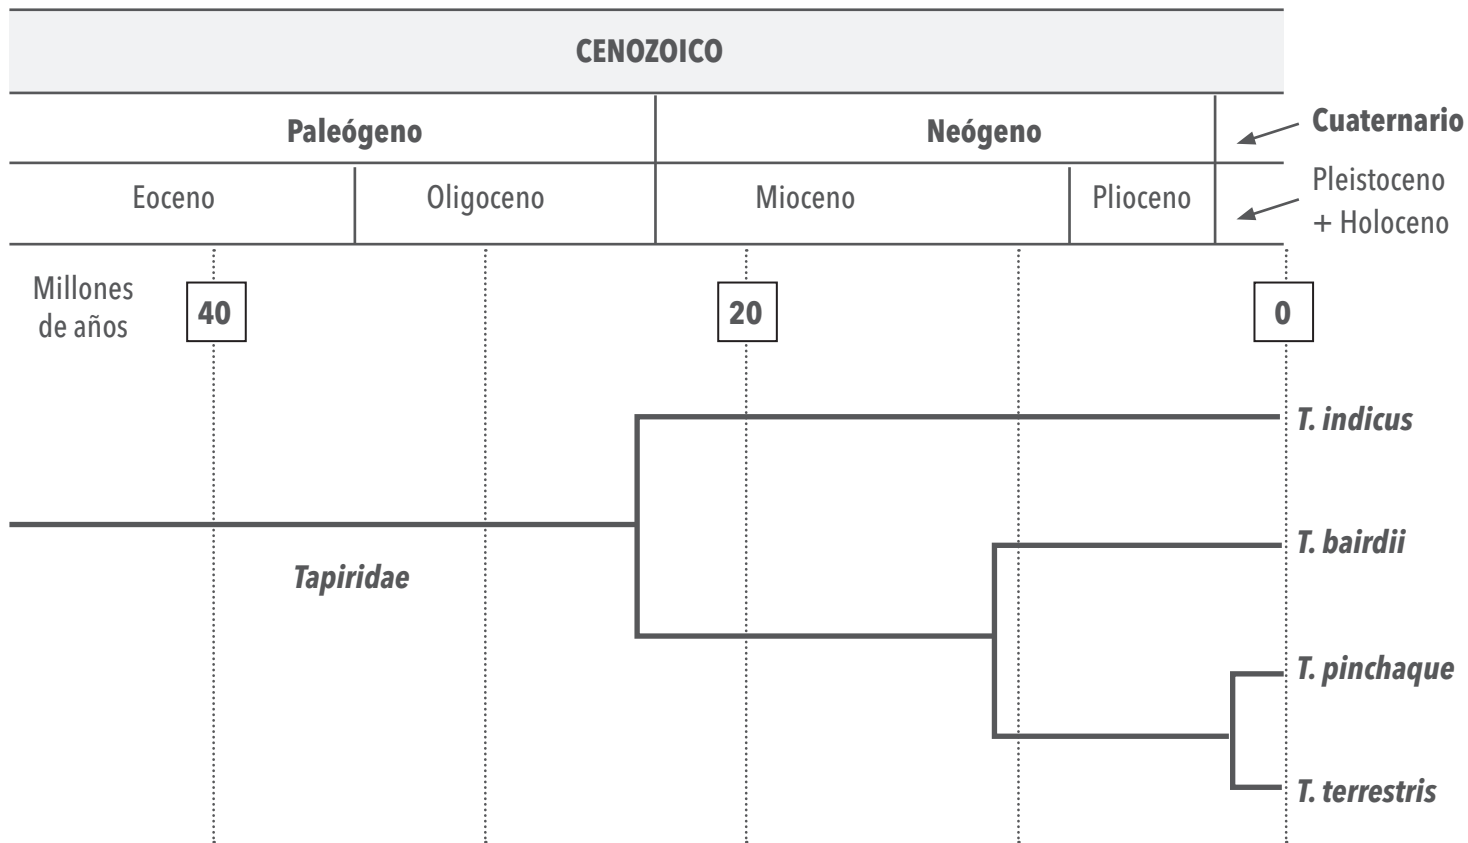 CENOZOICO
Paleógeno
Neógeno
Cuaternario
Eoceno
Oligoceno
Mioceno
Plioceno
Pleistoceno
+ Holoceno
Millones
de años
40
20
0
T. indicus
T. bairdii
Tapiridae
T. pinchaque
T. terrestris